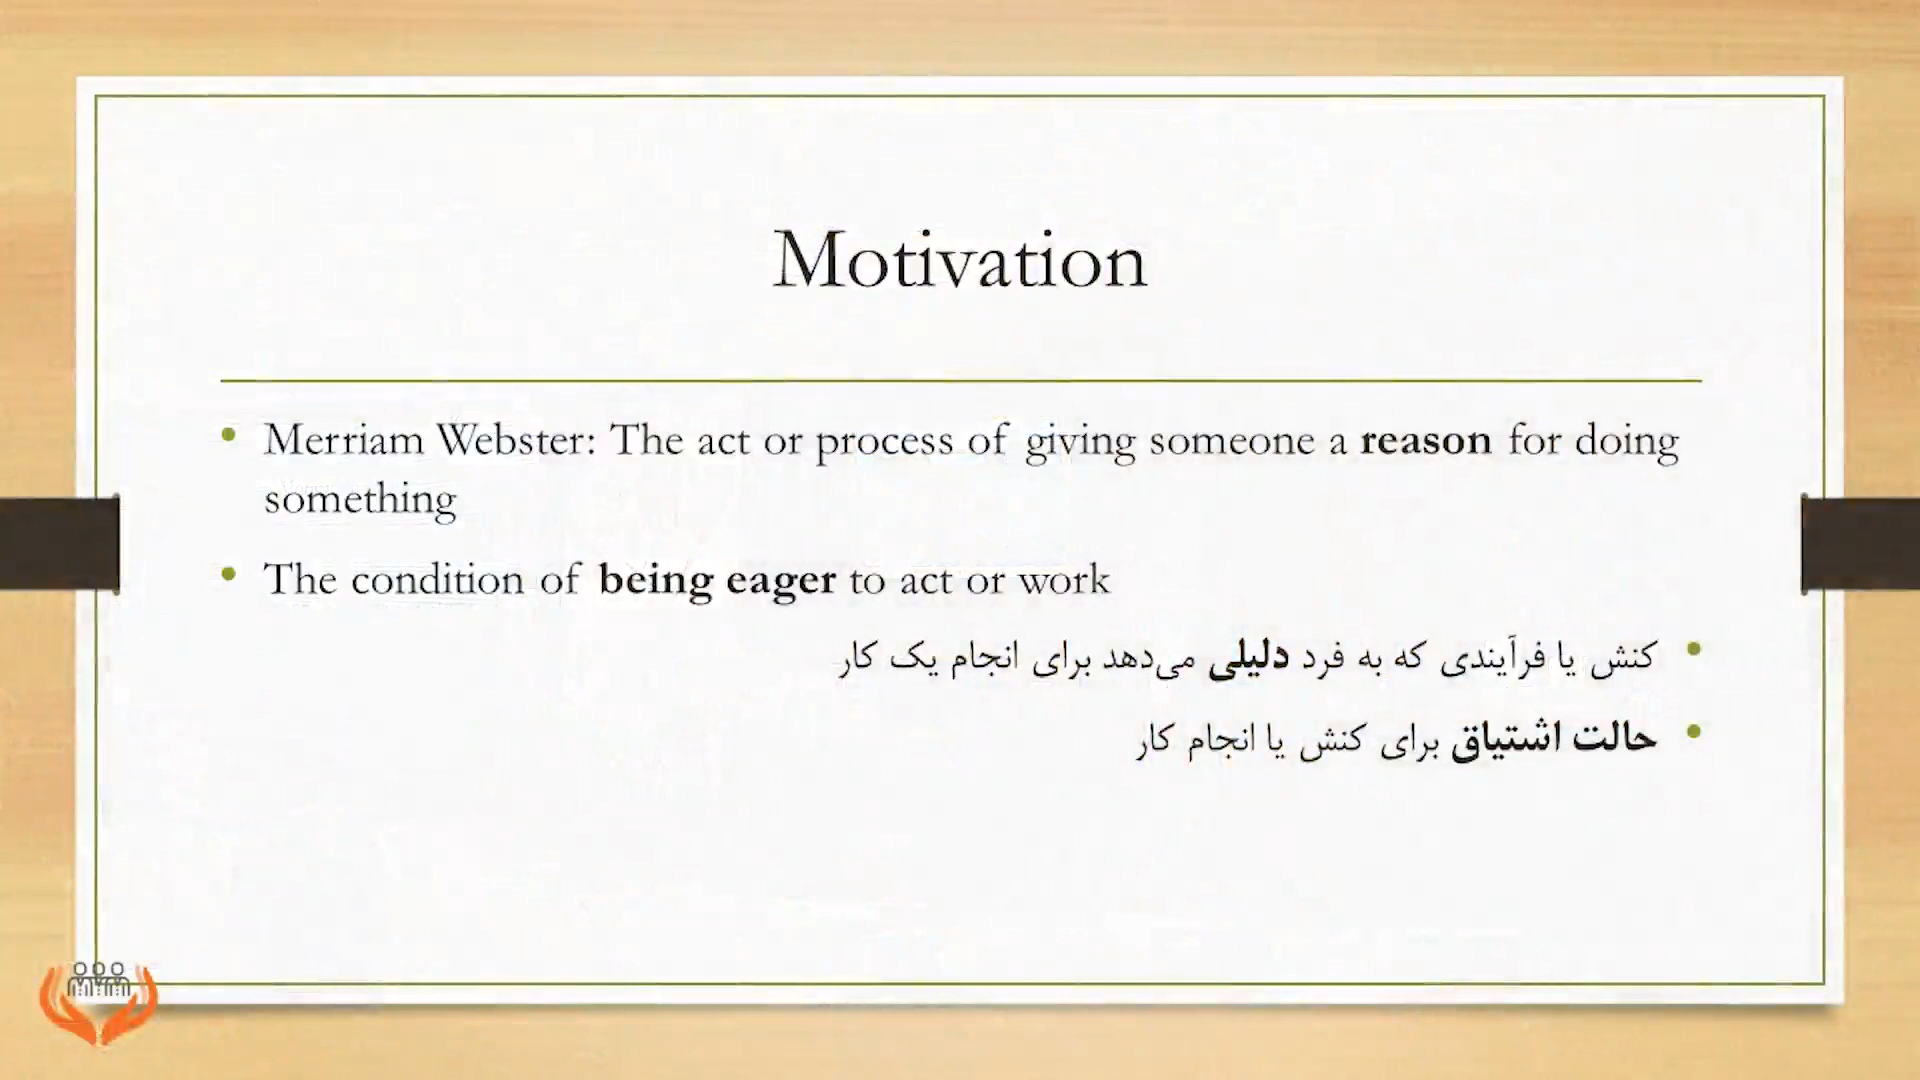 Motivation
• Merriam Webster: The act or process of giving someone a reason for doing
something
• The condition of being eager to act or work
• کنش یا فرآیندی که به فرد دلیلی می‌دهد برای انجام یک کار
• حالت اشتیاق برای کنش یا انجام کار